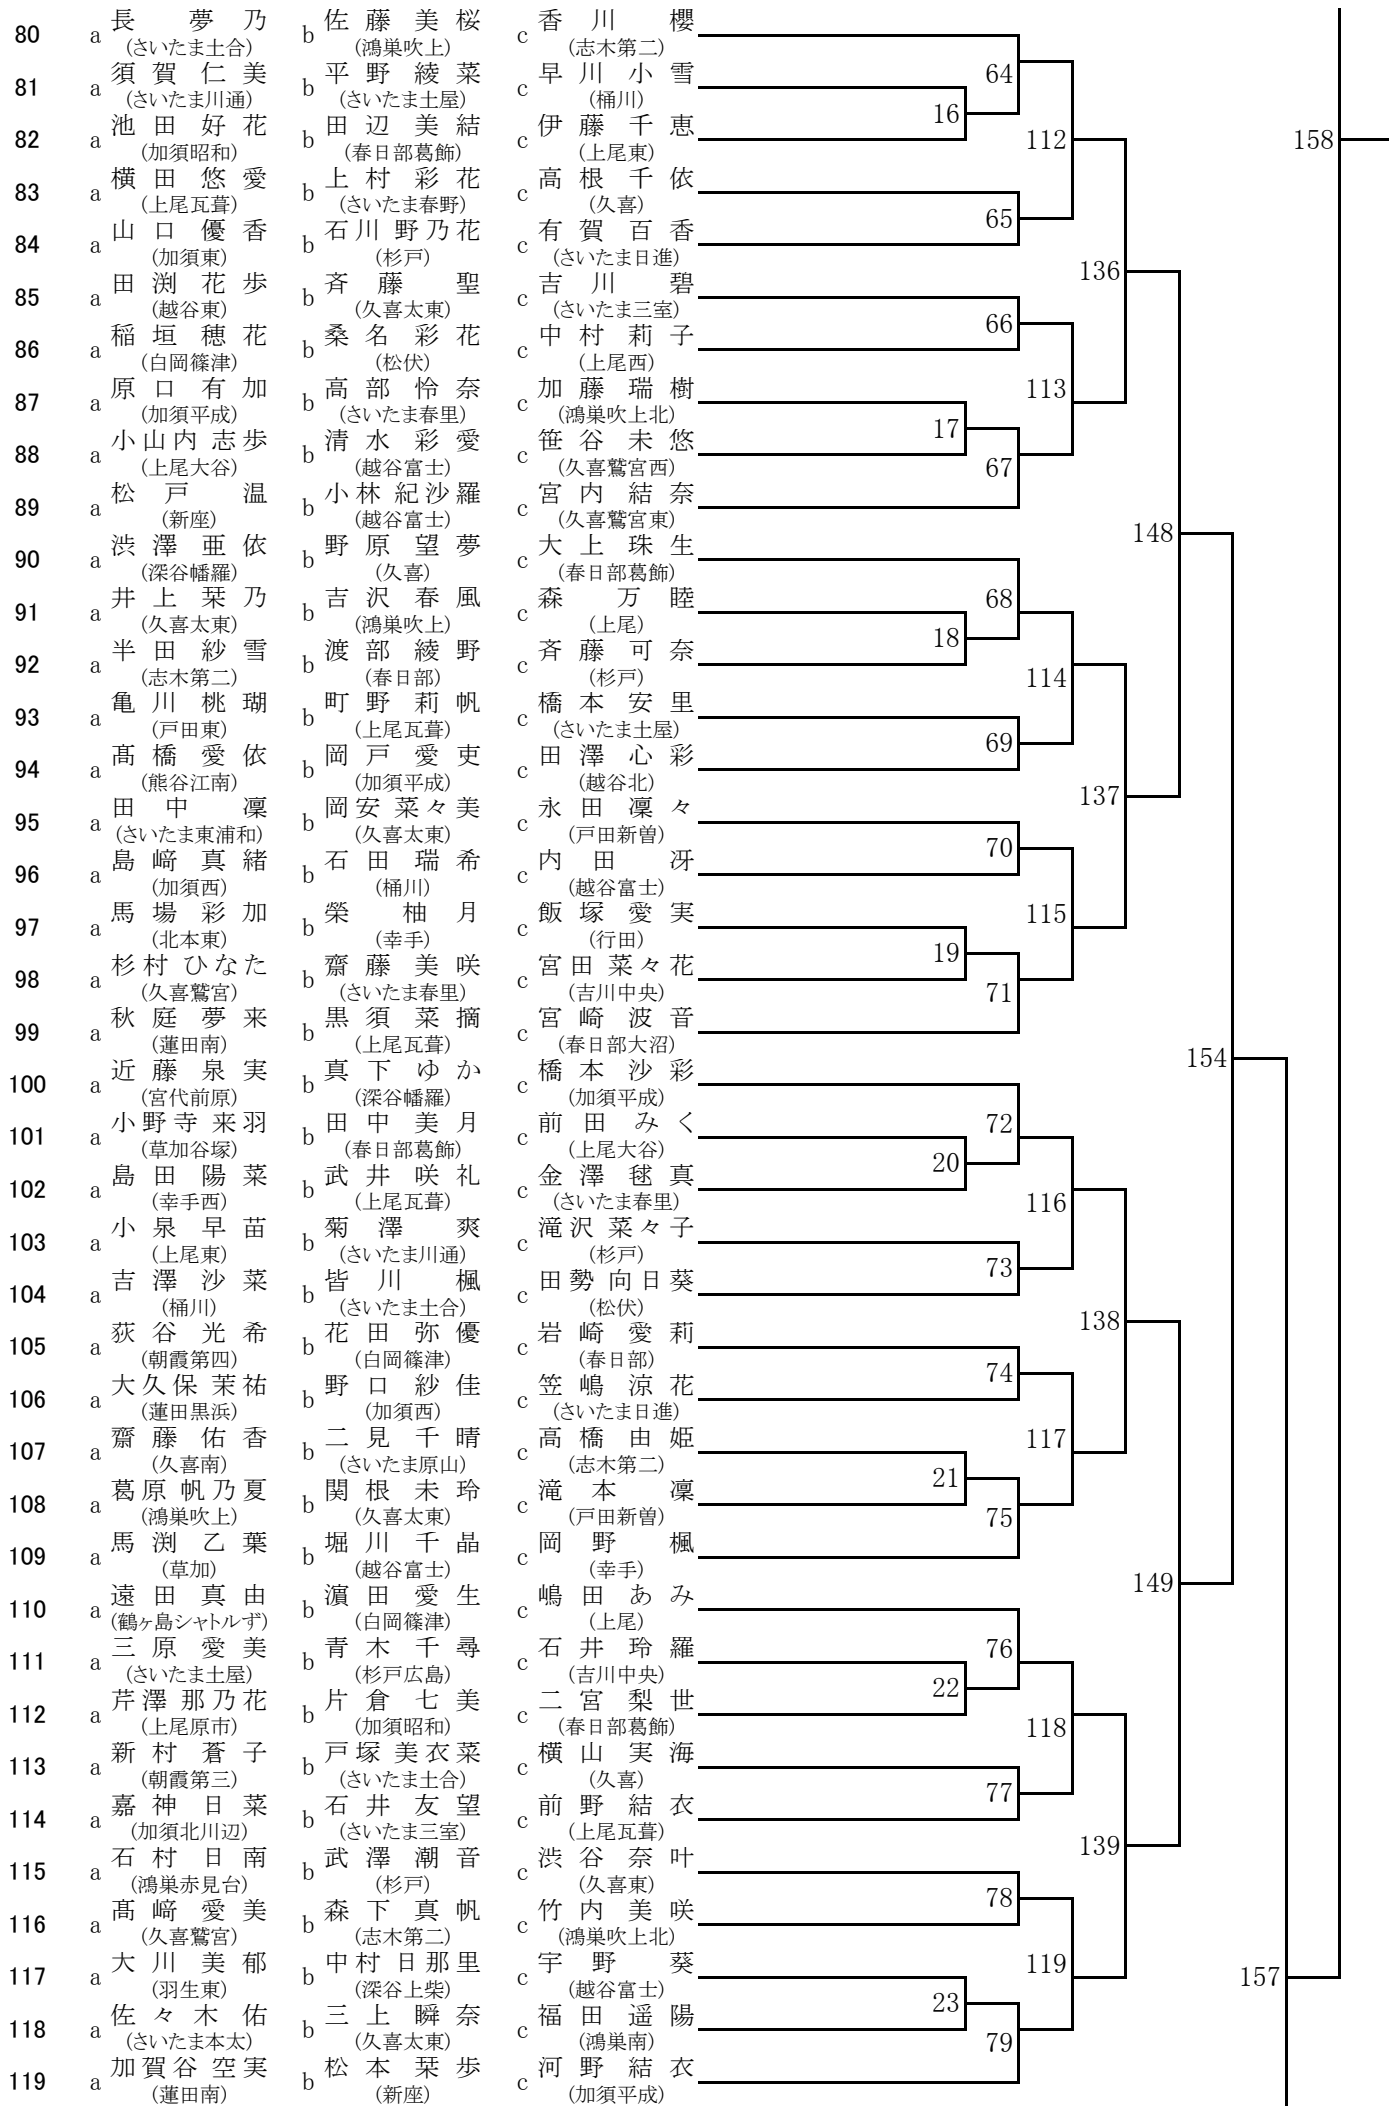 80 a 長 夢 乃 (さいたま土合) b 佐 藤 美 桜 (鴻巣吹上) c 香 川 櫻 (志木第二)
81 a 須 賀 仁 美 (さいたま川通) b 平 野 綾 菜 (さいたま土屋) c 早 川 小 雪 (桶川)
82 a 池 田 好 花 (加須昭和) b 田 辺 美 結 (春日部葛飾) c 伊 藤 千 恵 (上尾東)
83 a 横 田 悠 愛 (上尾瓦葺) b 上 村 彩 花 (さいたま春野) c 高 根 千 依 (久喜)
84 a 山 口 優 香 (加須東) b 石川 野乃花 (杉戸) c 有 賀 百 香 (さいたま日進)
85 a 田 渕 花 歩 (越谷東) b 斉 藤 聖 (久喜太東) c 吉 川 碧 (さいたま三室)
86 a 稲 垣 穂 花 (白岡篠津) b 桑 名 彩 花 (松伏) c 中 村 莉 子 (上尾西)
87 a 原 口 有 加 (加須平成) b 高 部 怜 奈 (さいたま春里) c 加 藤 瑞 樹 (鴻巣吹上北)
88 a 小山内 志歩 (上尾大谷) b 清 水 彩 愛 (越谷富士) c 笹 谷 未 悠 (久喜鷲宮西)
89 a 松 戸 温 (新座) b 小林 紀沙羅 (越谷富士) c 宮 内 結 奈 (久喜鷲宮東)
90 a 渋 澤 亜 依 (深谷幡羅) b 野 原 望 夢 (久喜) c 大 上 珠 生 (春日部葛飾)
91 a 井 上 栞 乃 (久喜太東) b 吉 沢 春 風 (鴻巣吹上) c 森 万 睦 (上尾)
92 a 半 田 紗 雪 (志木第二) b 渡 部 綾 野 (春日部) c 斉 藤 可 奈 (杉戸)
93 a 亀 川 桃 瑚 (戸田東) b 町 野 莉 帆 (上尾瓦葺) c 橋 本 安 里 (さいたま土屋)
94 a 髙 橋 愛 依 (熊谷江南) b 岡 戸 愛 吏 (加須平成) c 田 澤 心 彩 (越谷北)
95 a 田 中 凜 (さいたま東浦和) b 岡安 菜々美 (久喜太東) c 永 田 凜 々 (戸田新曽)
96 a 島 﨑 真 緒 (加須西) b 石 田 瑞 希 (桶川) c 内 田 冴 (越谷富士)
97 a 馬 場 彩 加 (北本東) b 榮 柚 月 (幸手) c 飯 塚 愛 実 (行田)
98 a 杉村 ひなた (久喜鷲宮) b 齋 藤 美 咲 (さいたま春里) c 宮田 菜々花 (吉川中央)
99 a 秋 庭 夢 来 (蓮田南) b 黒 須 菜 摘 (上尾瓦葺) c 宮 崎 波 音 (春日部大沼)
100 a 近 藤 泉 実 (宮代前原) b 真 下 ゆ か (深谷幡羅) c 橋 本 沙 彩 (加須平成)
101 a 小野寺 来羽 (草加谷塚) b 田 中 美 月 (春日部葛飾) c 前 田 み く (上尾大谷)
102 a 島 田 陽 菜 (幸手西) b 武 井 咲 礼 (上尾瓦葺) c 金 澤 毬 真 (さいたま春里)
103 a 小 泉 早 苗 (上尾東) b 菊 澤 爽 (さいたま川通) c 滝沢 菜々子 (杉戸)
104 a 吉 澤 沙 菜 (桶川) b 皆 川 楓 (さいたま土合) c 田勢 向日葵 (松伏)
105 a 荻 谷 光 希 (朝霞第四) b 花 田 弥 優 (白岡篠津) c 岩 崎 愛 莉 (春日部)
106 a 大久保 茉祐 (蓮田黒浜) b 野 口 紗 佳 (加須西) c 笠 嶋 涼 花 (さいたま日進)
107 a 齋 藤 佑 香 (久喜南) b 二 見 千 晴 (さいたま原山) c 高 橋 由 姫 (志木第二)
108 a 葛原 帆乃夏 (鴻巣吹上) b 関 根 未 玲 (久喜太東) c 滝 本 凜 (戸田新曽)
109 a 馬 渕 乙 葉 (草加) b 堀 川 千 晶 (越谷富士) c 岡 野 楓 (幸手)
110 a 遠 田 真 由 (鶴ヶ島シャトルず) b 濵 田 愛 生 (白岡篠津) c 嶋 田 あ み (上尾)
111 a 三 原 愛 美 (さいたま土屋) b 青 木 千 尋 (杉戸広島) c 石 井 玲 羅 (吉川中央)
112 a 芹澤 那乃花 (上尾原市) b 片 倉 七 美 (加須昭和) c 二 宮 梨 世 (春日部葛飾)
113 a 新 村 蒼 子 (朝霞第三) b 戸塚 美衣菜 (さいたま土合) c 横 山 実 海 (久喜)
114 a 嘉 神 日 菜 (加須北川辺) b 石 井 友 望 (さいたま三室) c 前 野 結 衣 (上尾瓦葺)
115 a 石 村 日 南 (鴻巣赤見台) b 武 澤 潮 音 (杉戸) c 渋 谷 奈 叶 (久喜東)
116 a 髙 﨑 愛 美 (久喜鷲宮) b 森 下 真 帆 (志木第二) c 竹 内 美 咲 (鴻巣吹上北)
117 a 大 川 美 郁 (羽生東) b 中村 日那里 (深谷上柴) c 宇 野 葵 (越谷富士)
118 a 佐 々 木 佑 (さいたま本太) b 三 上 瞬 奈 (久喜太東) c 福 田 遥 陽 (鴻巣南)
119 a 加賀谷 空実 (蓮田南) b 松 本 栞 歩 (新座) c 河 野 結 衣 (加須平成)
16
17
18
19
20
21
22
23
64
65
66
67
68
69
70
71
72
73
74
75
76
77
78
79
112
113
114
115
116
117
118
119
136
137
138
139
148
149
154
157
158